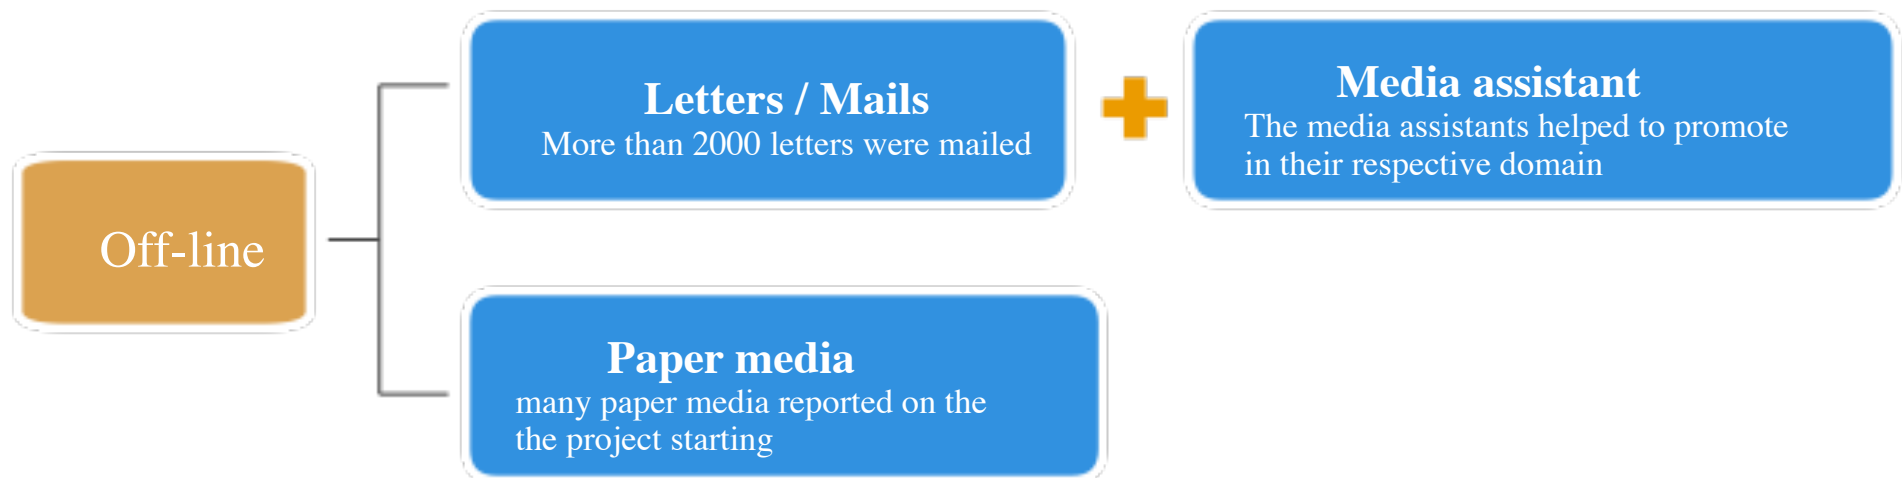 Off-line
Letters / Mails
More than 2000 letters were mailed
Media assistant
The media assistants helped to promote
in their respective domain
Paper media
many paper media reported on the
the project starting